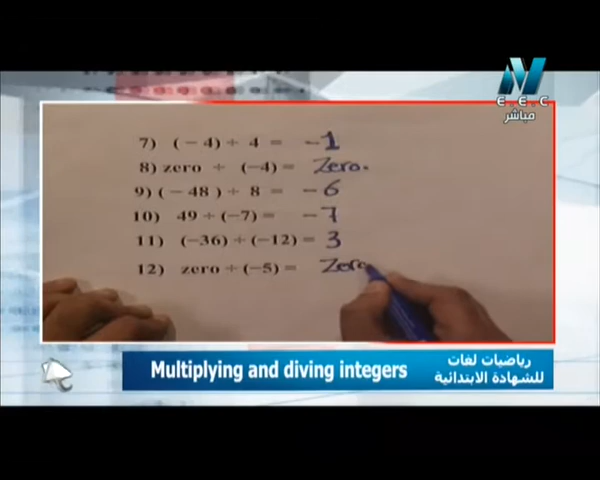 E.E.C
مباشر
7) (-4) ÷ 4 = -1
8) zero ÷ (-4) = Zero.
9) (-48) ÷ 8 = -6
10) 49 ÷ (-7) = -7
11) (-36) ÷ (-12) = 3
12) zero ÷ (-5) = Zero
Multiplying and diving integers
رياضيات لغات
للشهادة الابتدائية